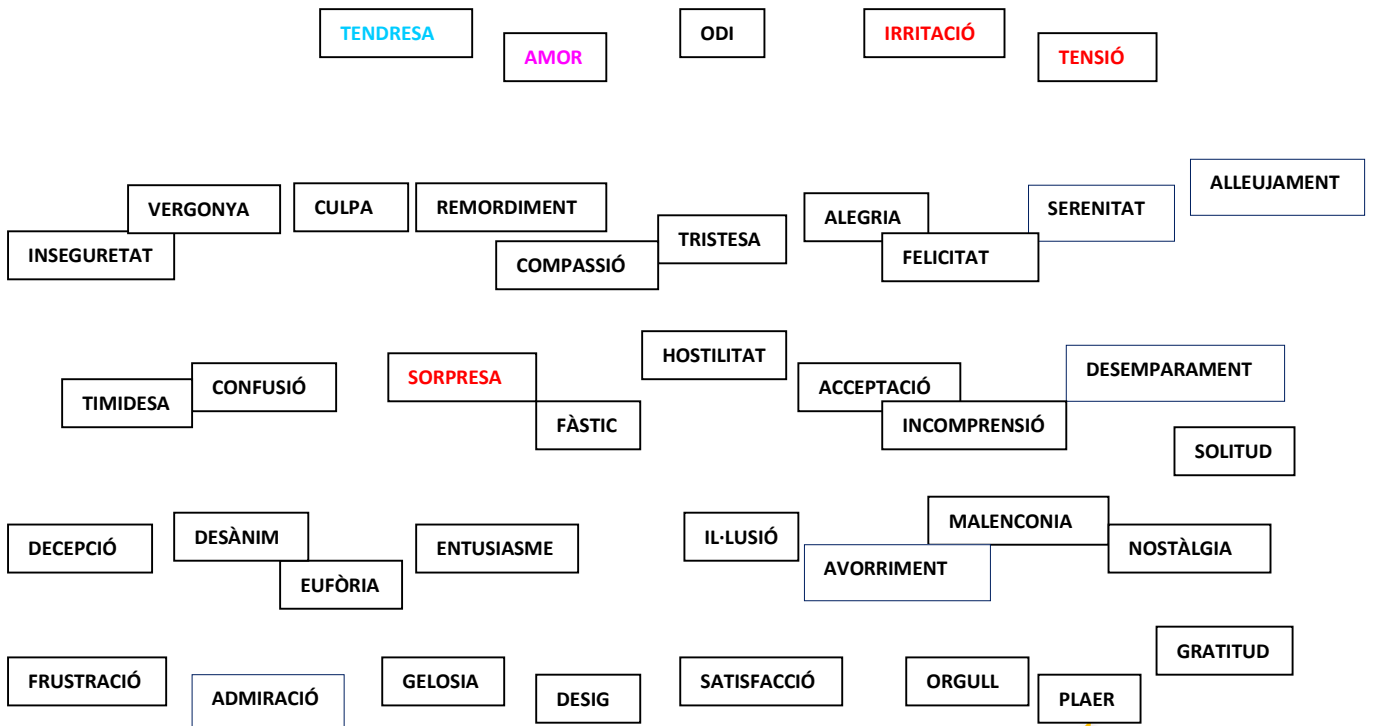 TENDRESA
AMOR
ODI
IRRITACIÓ
TENSIÓ
ALLEUJAMENT
VERGONYA
CULPA
REMORDIMENT
ALEGRIA
SERENITAT
INSEGURETAT
COMPASSIÓ
TRISTESA
FELICITAT
HOSTILITAT
DESEMPARAMENT
TIMIDESA
CONFUSIÓ
SORPRESA
ACCEPTACIÓ
FÀSTIC
INCOMPRENSIÓ
SOLITUD
DECEPCIÓ
DESÀNIM
ENTUSIASME
IL·LUSIÓ
MALENCONIA
NOSTÀLGIA
EUFÒRIA
AVORRIMENT
GRATITUD
FRUSTRACIÓ
ADMIRACIÓ
GELOSIA
DESIG
SATISFACCIÓ
ORGULL
PLAER